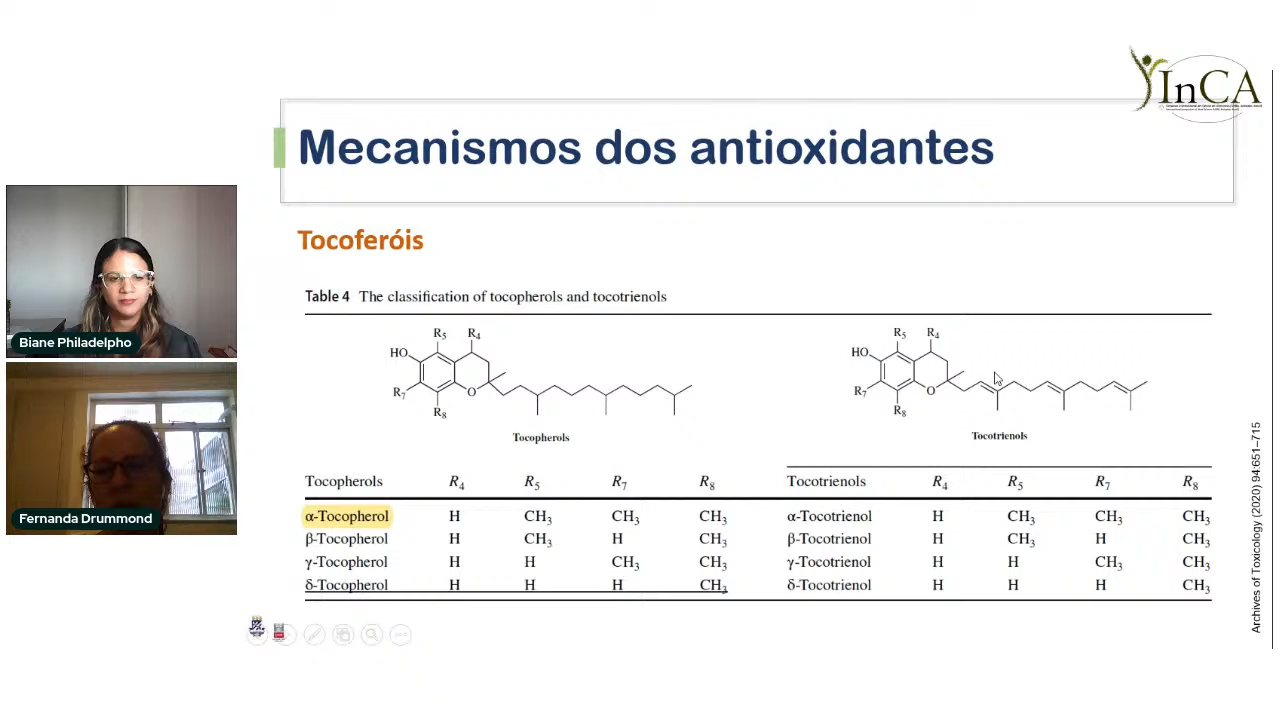 InCA
Mecanismos dos antioxidantes
Tocoferóis
Table 4 The classification of tocopherols and tocotrienols
R5 R4
HO
R7
O
R8
Tocopherols
R5 R4
HO
R7
O
R8
Tocotrienols
Tocopherols R4 R5 R7 R8
α-Tocopherol H CH3 CH3 CH3
β-Tocopherol H CH3 H CH3
γ-Tocopherol H H CH3 CH3
δ-Tocopherol H H H CH3
Tocotrienols R4 R5 R7 R8
α-Tocotrienol H CH3 CH3 CH3
β-Tocotrienol H CH3 H CH3
γ-Tocotrienol H H CH3 CH3
δ-Tocotrienol H H H CH3
Archives of Toxicology (2020) 94:651–715
Biane Philadelpho
Fernanda Drummond